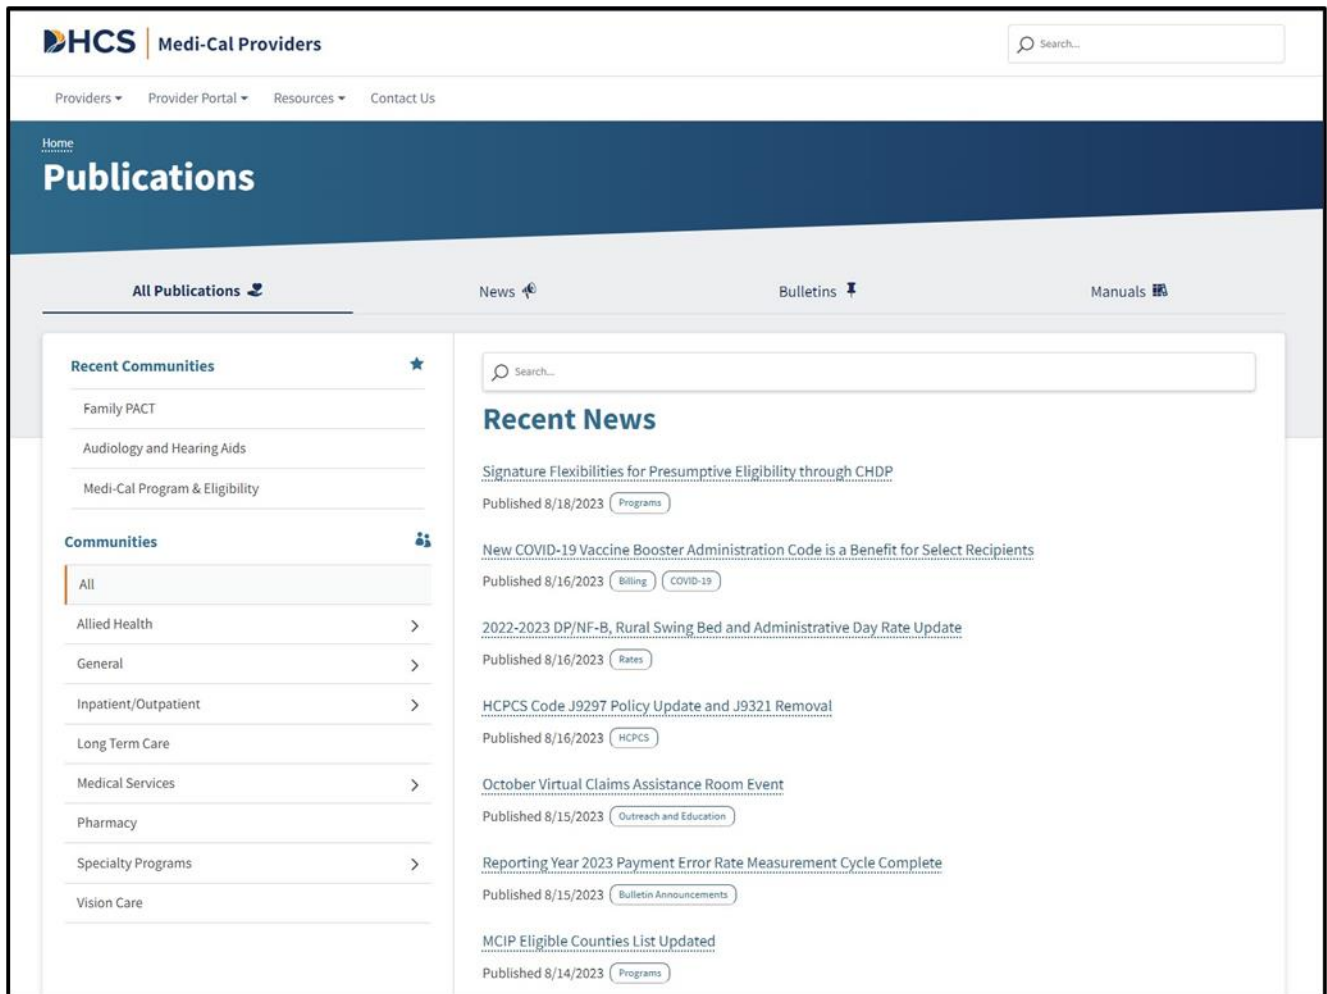 DHCS Medi-Cal Providers
Search...
Providers Provider Portal Resources Contact Us
Home
Publications
All Publications News Bulletins Manuals
Recent Communities
Family PACT
Audiology and Hearing Aids
Medi-Cal Program & Eligibility
Communities
All
Allied Health
General
Inpatient/Outpatient
Long Term Care
Medical Services
Pharmacy
Specialty Programs
Vision Care
Search...
Recent News
Signature Flexibilities for Presumptive Eligibility through CHDP
Published 8/18/2023 Programs
New COVID-19 Vaccine Booster Administration Code is a Benefit for Select Recipients
Published 8/16/2023 Billing COVID-19
2022-2023 DP/NF-B, Rural Swing Bed and Administrative Day Rate Update
Published 8/16/2023 Rates
HCPCS Code J9297 Policy Update and J9321 Removal
Published 8/16/2023 HCPCS
October Virtual Claims Assistance Room Event
Published 8/15/2023 Outreach and Education
Reporting Year 2023 Payment Error Rate Measurement Cycle Complete
Published 8/15/2023 Bulletin Announcements
MCIP Eligible Counties List Updated
Published 8/14/2023 Programs